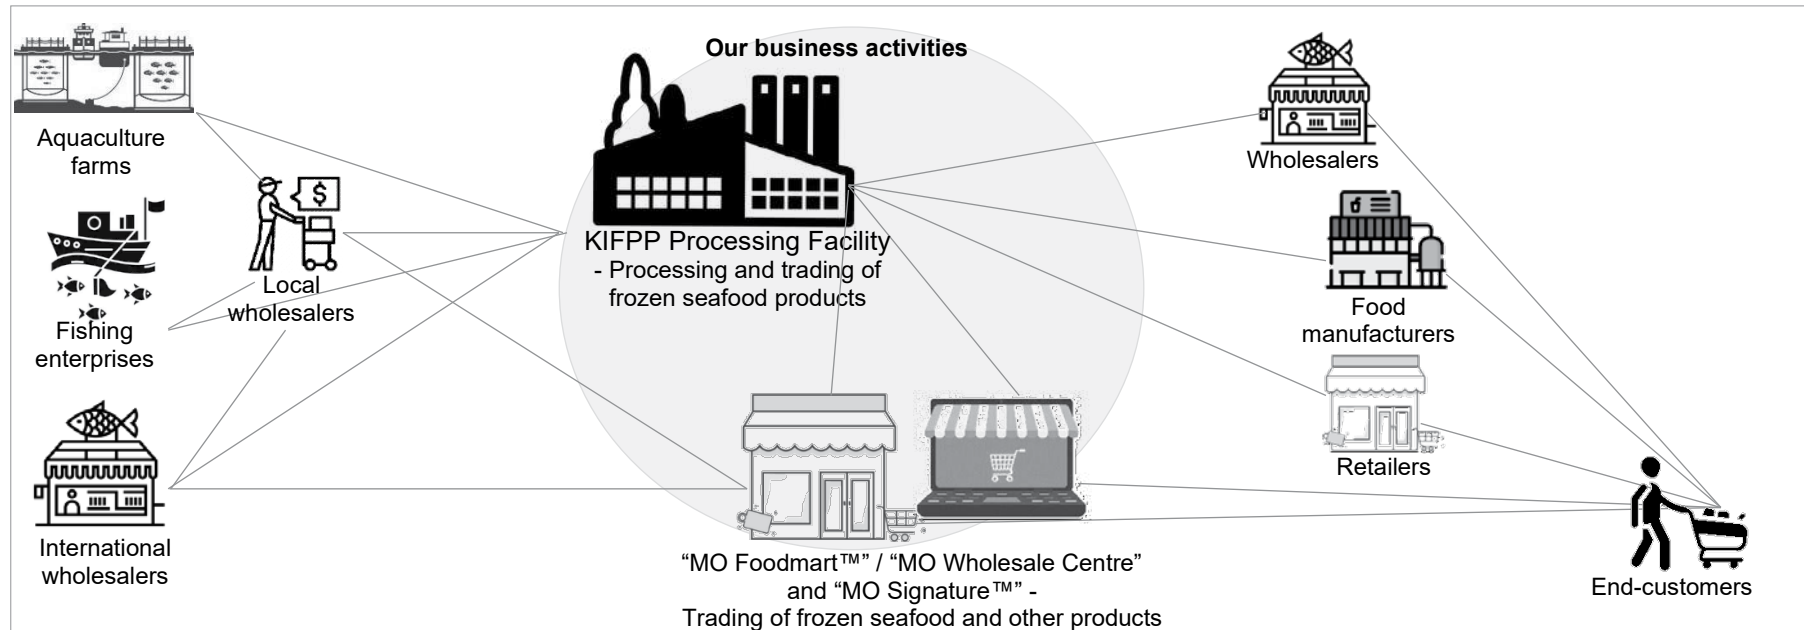 Our business activities
Aquaculture
farms
$
Wholesalers
KIFPP Processing Facility
- Processing and trading of
frozen seafood products
Local
wholesalers
Fishing
enterprises
Food
manufacturers
Retailers
International
wholesalers
“MO Foodmart™” / “MO Wholesale Centre”
and “MO Signature™” -
Trading of frozen seafood and other products
End-customers